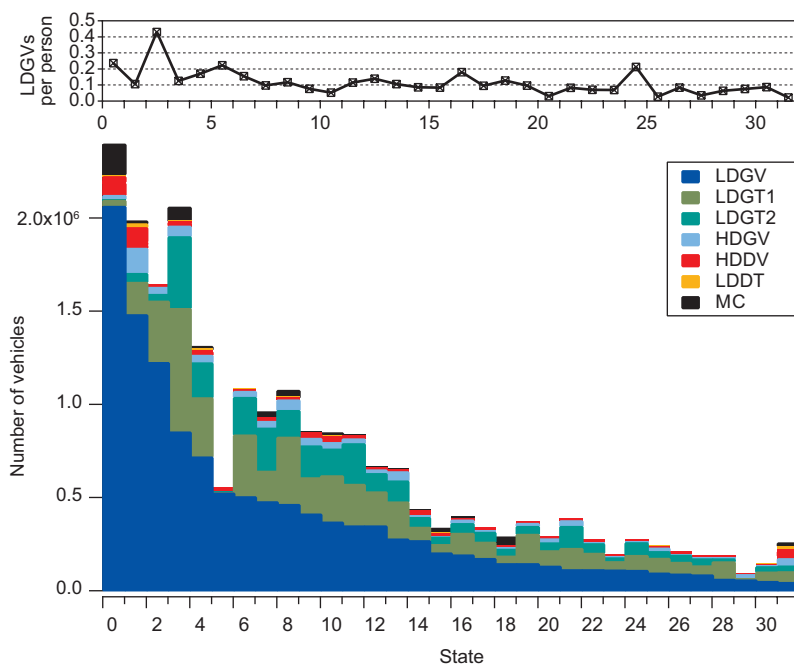 LDGVs
per person
0.5
0.4
0.3
0.2
0.1
0.0
0 5 10 15 20 25 30
Number of vehicles
2.0x10⁶
1.5
1.0
0.5
0.0
LDGV
LDGT1
LDGT2
HDGV
HDDV
LDDT
MC
0 2 4 6 8 10 12 14 16 18 20 22 24 26 28 30
State